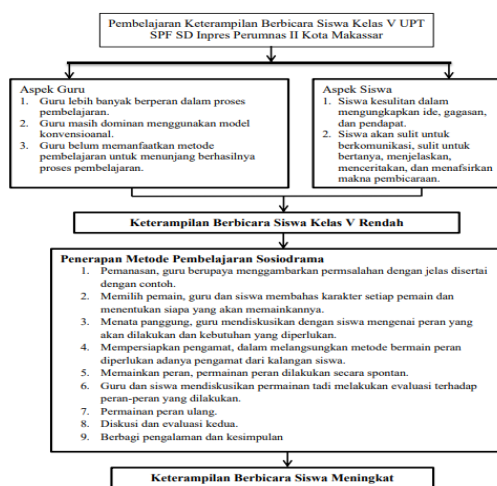 Pembelajaran Keterampilan Berbicara Siswa Kelas V UPT
SPF SD Inpres Perumnas II Kota Makassar
Aspek Guru
1. Guru lebih banyak berperan dalam proses
pembelajaran.
2. Guru masih dominan menggunakan model
konvensioanal.
3. Guru belum memanfaatkan metode
pembelajaran untuk menunjang berhasilnya
proses pembelajaran.
Aspek Siswa
1. Siswa kesulitan dalam
mengungkapkan ide, gagasan,
dan pendapat.
2. Siswa akan sulit untuk
berkomunikasi, sulit untuk
bertanya, menjelaskan,
menceritakan, dan menafsirkan
makna pembicaraan.
Keterampilan Berbicara Siswa Kelas V Rendah
Penerapan Metode Pembelajaran Sosiodrama
1. Pemanasan, guru berupaya menggambarkan permsalahan dengan jelas disertai
dengan contoh.
2. Memilih pemain, guru dan siswa membahas karakter setiap pemain dan
menentukan siapa yang akan memainkannya.
3. Menata panggung, guru mendiskusikan dengan siswa mengenai peran yang
akan dilakukan dan kebutuhan yang diperlukan.
4. Mempersiapkan pengamat, dalam melangsungkan metode bermain peran
diperlukan adanya pengamat dari kalangan siswa.
5. Memainkan peran, permainan peran dilakukan secara spontan.
6. Guru dan siswa mendiskusikan permainan tadi melakukan evaluasi terhadap
peran-peran yang dilakukan.
7. Permainan peran ulang.
8. Diskusi dan evaluasi kedua.
9. Berbagi pengalaman dan kesimpulan
Keterampilan Berbicara Siswa Meningkat